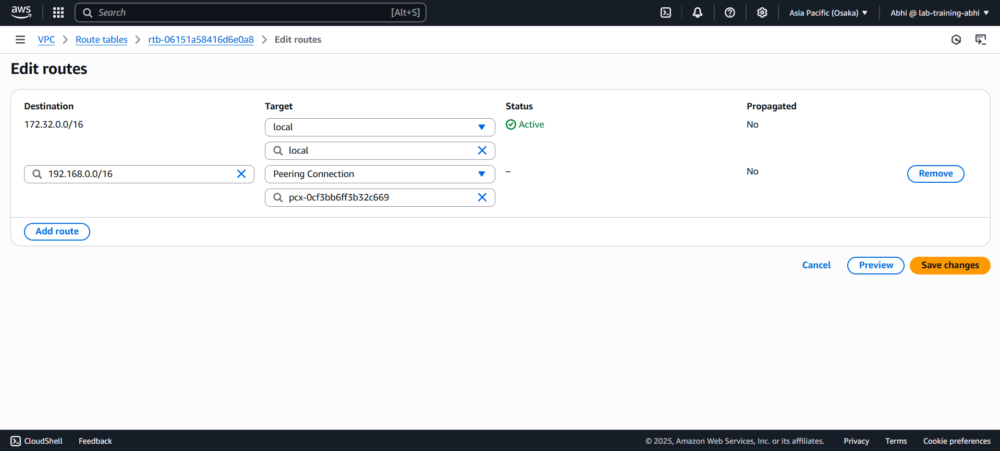 aws Search [Alt+S] Asia Pacific (Osaka) Abhi @ lab-training-abhi
VPC Route tables rtb-06151a58416d6e0a8 Edit routes
Edit routes
Destination Target Status Propagated
172.32.0.0/16 local Active No
local
192.168.0.0/16 Peering Connection – No Remove
pcx-0cf3bb6ff3b32c669
Add route
Cancel Preview Save changes
CloudShell Feedback © 2025, Amazon Web Services, Inc. or its affiliates. Privacy Terms Cookie preferences